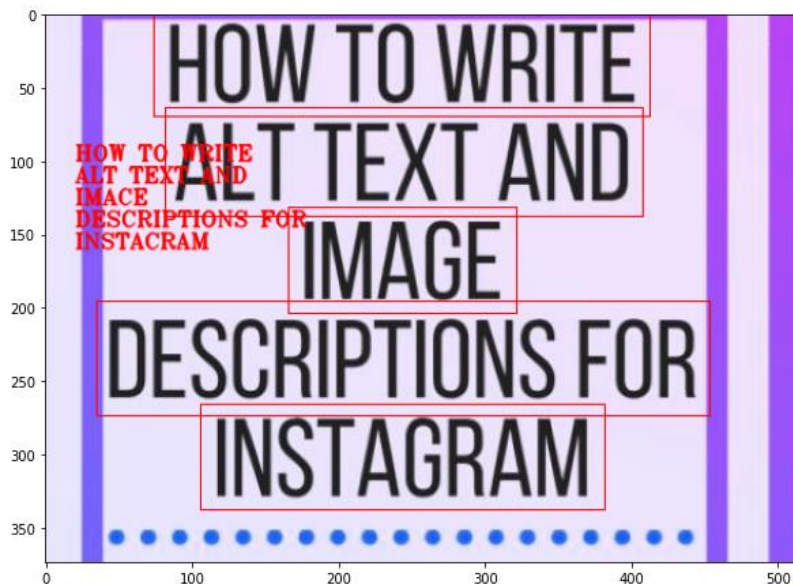 0
50
100
150
200
250
300
350
HOW TO WRITE
ALT TEXT AND
IMAGE
DESCRIPTIONS FOR
INSTAGRAM
HOW TO WRITE
ALT TEXT AND
IMACE
DESCRIPTIONS FOR
INSTACRAM
0 100 200 300 400 500